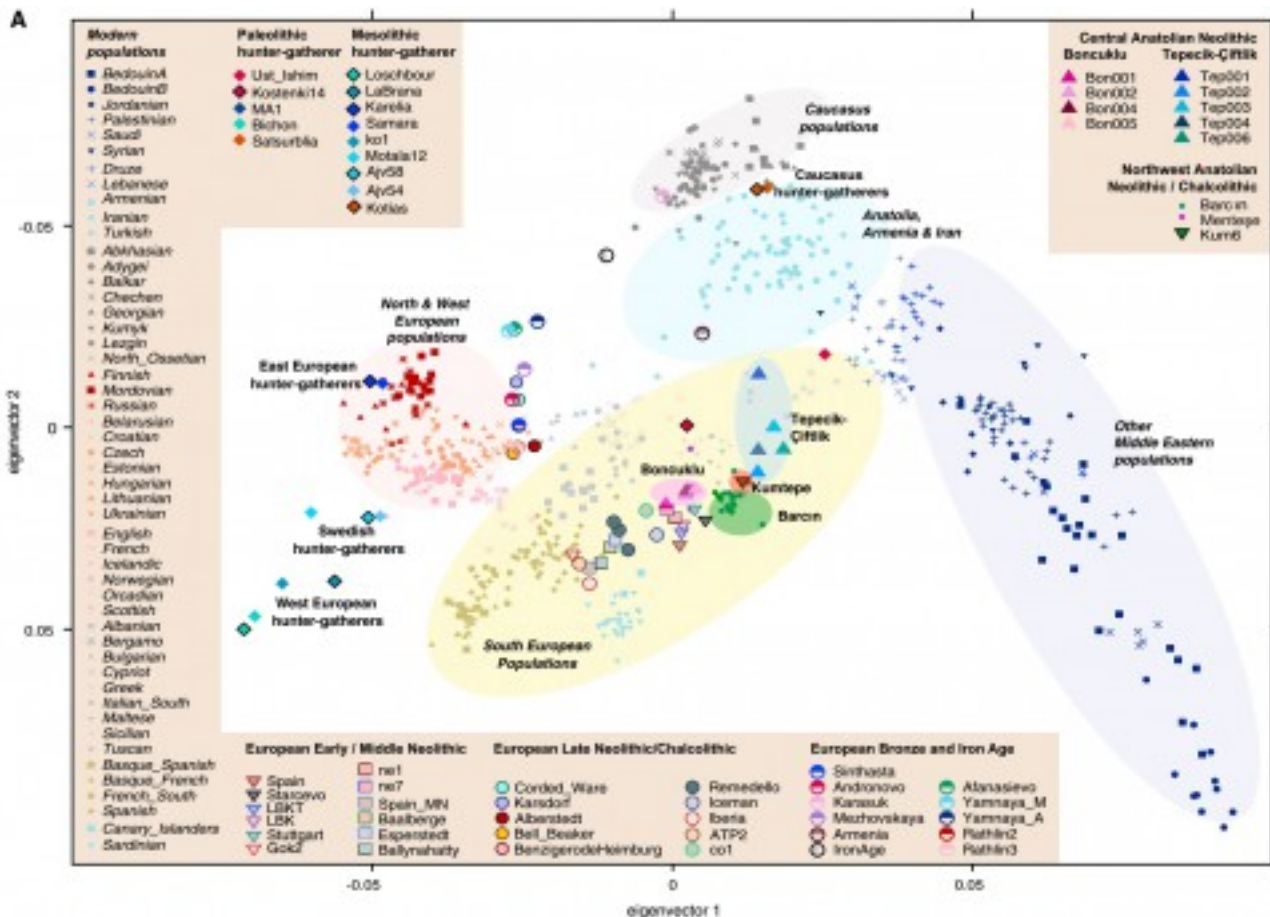 A
Modern
populations
BedouinA
BedouinB
Jordanian
Palestinian
Saudi
Syrian
Druze
Lebanese
Armenian
Iranian
Turkish
Abkhasian
Adygei
Balkar
Chechen
Georgian
Kumyk
Lezgin
North_Ossetian
Finnish
Mordovian
Russian
Belarusian
Croatian
Czech
Estonian
Hungarian
Lithuanian
Ukrainian
English
French
Icelandic
Norwegian
Orcadian
Scottish
Albanian
Bergamo
Bulgarian
Cypriot
Greek
Italian_South
Maltese
Sicilian
Tuscan
Basque_Spanish
Basque_French
French_South
Spanish
Canary_Islanders
Sardinian
Paleolithic
hunter-gatherer
Ust_Ishim
Kostenki14
MA1
Bichon
Satsurblia
Mesolithic
hunter-gatherer
Loschbour
LaBrana
Karelia
Samara
ko1
Motala12
Ajv58
Ajv54
Kotias
Central Anatolian Neolithic
Boncuklu
Bon001
Bon002
Bon004
Bon005
Tepecik-Çiftlik
Tep001
Tep002
Tep003
Tep004
Tep006
Northwest Anatolian
Neolithic / Chalcolithic
Barcın
Menteşe
Kum6
Caucasus
populations
Caucasus
hunter-gatherers
Anatolia,
Armenia & Iran
North & West
European
populations
East European
hunter-gatherers
Tepecik-
Çiftlik
Boncuklu
Kumtepe
Barcın
Other
Middle Eastern
populations
Swedish
hunter-gatherers
West European
hunter-gatherers
South European
Populations
European Early / Middle Neolithic
Spain
Starcevo
LBKT
LBK
Stuttgart
Gok2
ne1
ne7
Spain_MN
Baalberge
Esperstedt
Ballynahatty
European Late Neolithic/Chalcolithic
Corded_Ware
Karsdorf
Alberstedt
Bell_Beaker
BenzigerodeHeimburg
Remedello
Iceman
Iberia
ATP2
co1
European Bronze and Iron Age
Sinthasta
Andronovo
Karasuk
Mezhovskaya
Armenia
IronAge
Afanasievo
Yamnaya_M
Yamnaya_A
Rathlin2
Rathlin3
-0.05
0
0.05
eigenvector 2
-0.05
0
0.05
eigenvector 1